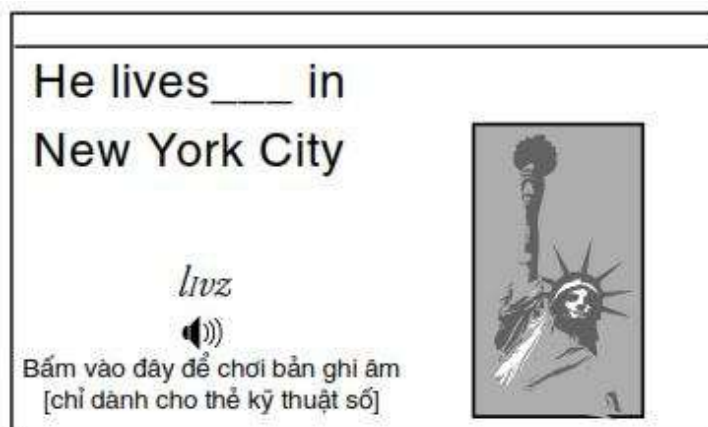 He lives___ in
New York City
lɪvz
Bấm vào đây để chơi bản ghi âm
[chỉ dành cho thẻ kỹ thuật số]